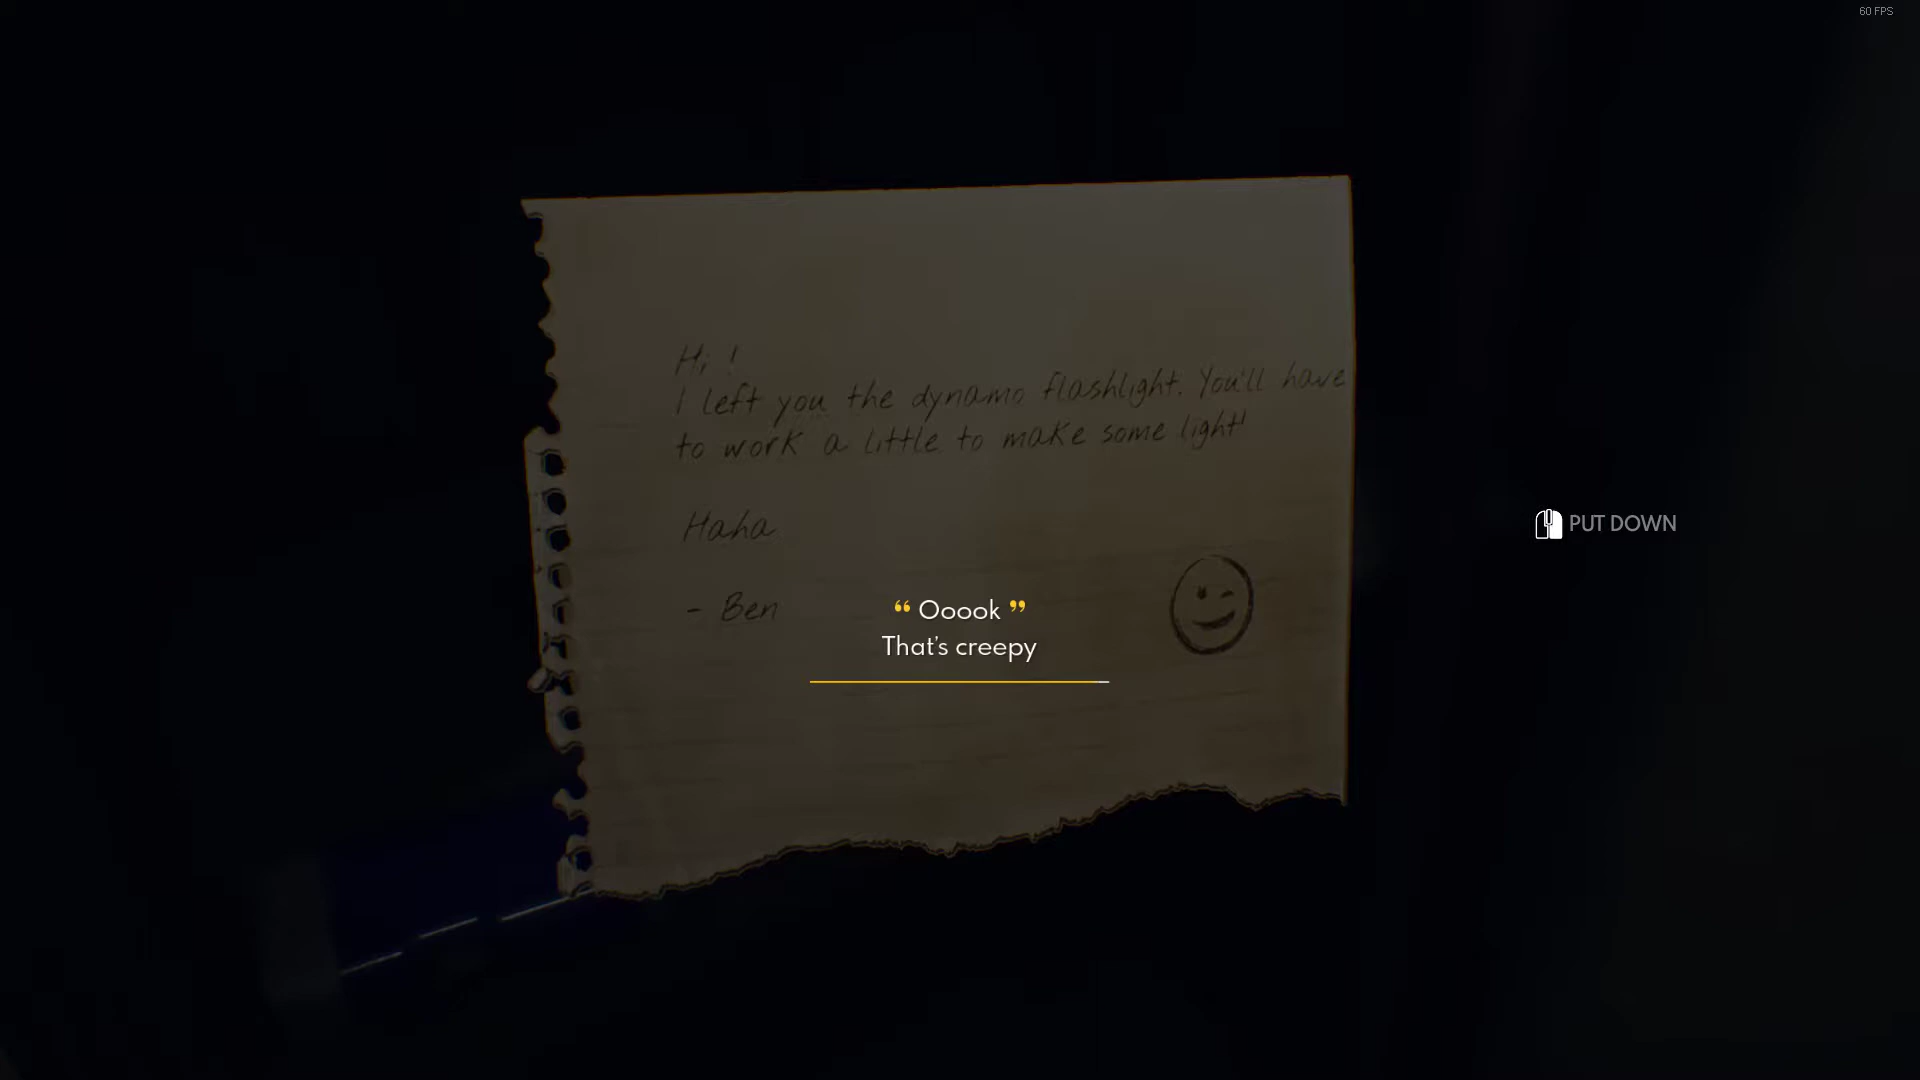 60 FPS
Hi !
I left you the dynamo flashlight. You'll have
to work a little to make some light!
Haha
- Ben
“ Ooook ”
That's creepy
PUT DOWN